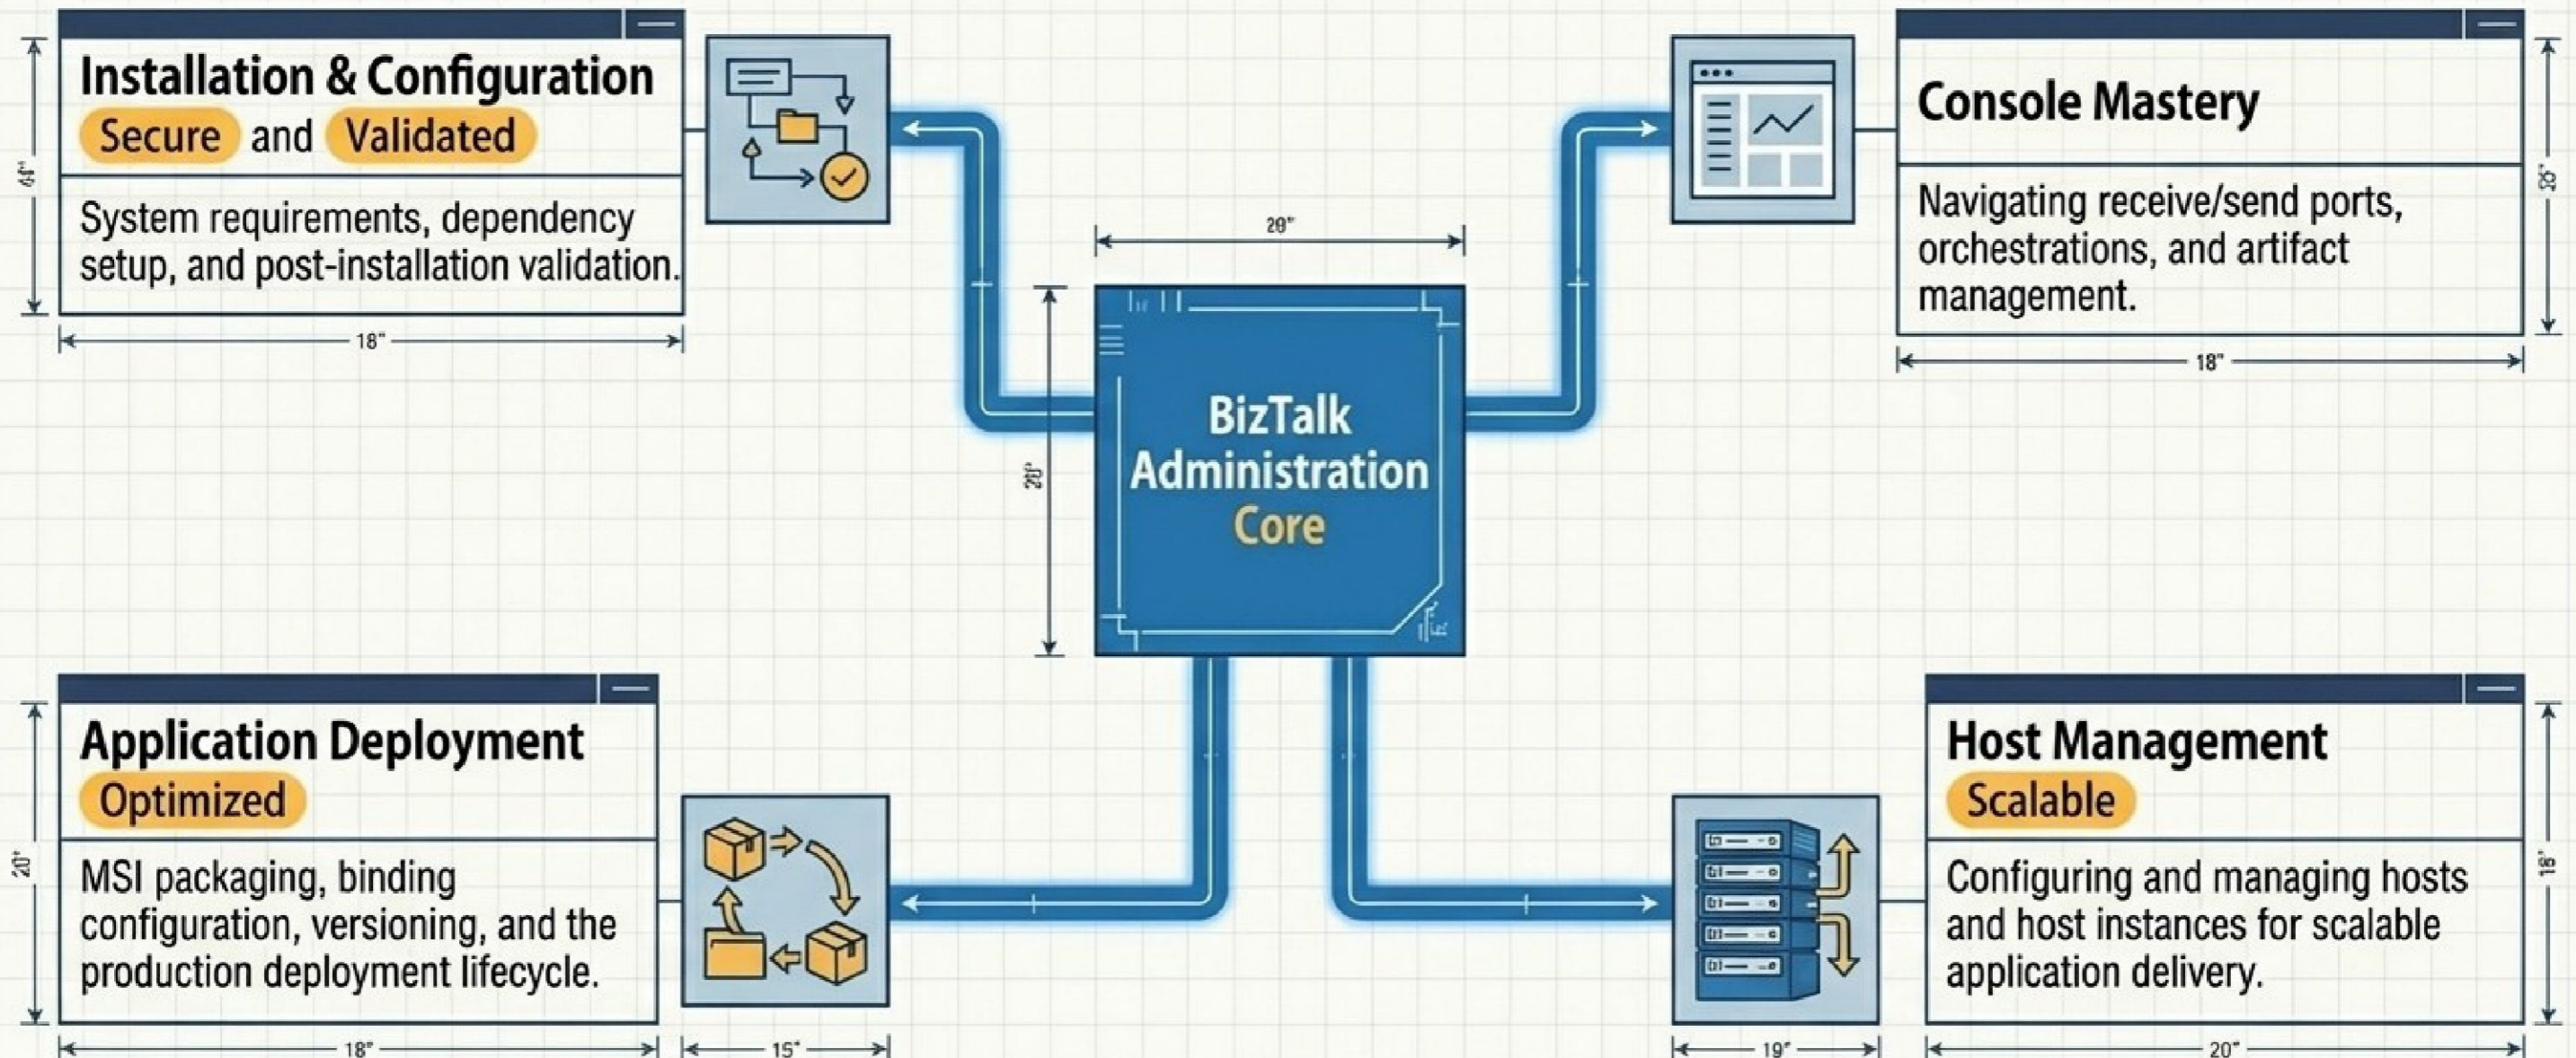 Installation & Configuration
Secure and Validated
System requirements, dependency
setup, and post-installation validation.
18"
Console Mastery
Navigating receive/send ports,
orchestrations, and artifact
management.
18"
BizTalk
Administration
Core
Application Deployment
Optimized
MSI packaging, binding
configuration, versioning, and the
production deployment lifecycle.
20"
18"
15"
Host Management
Scalable
Configuring and managing hosts
and host instances for scalable
application delivery.
18"
19"
20"